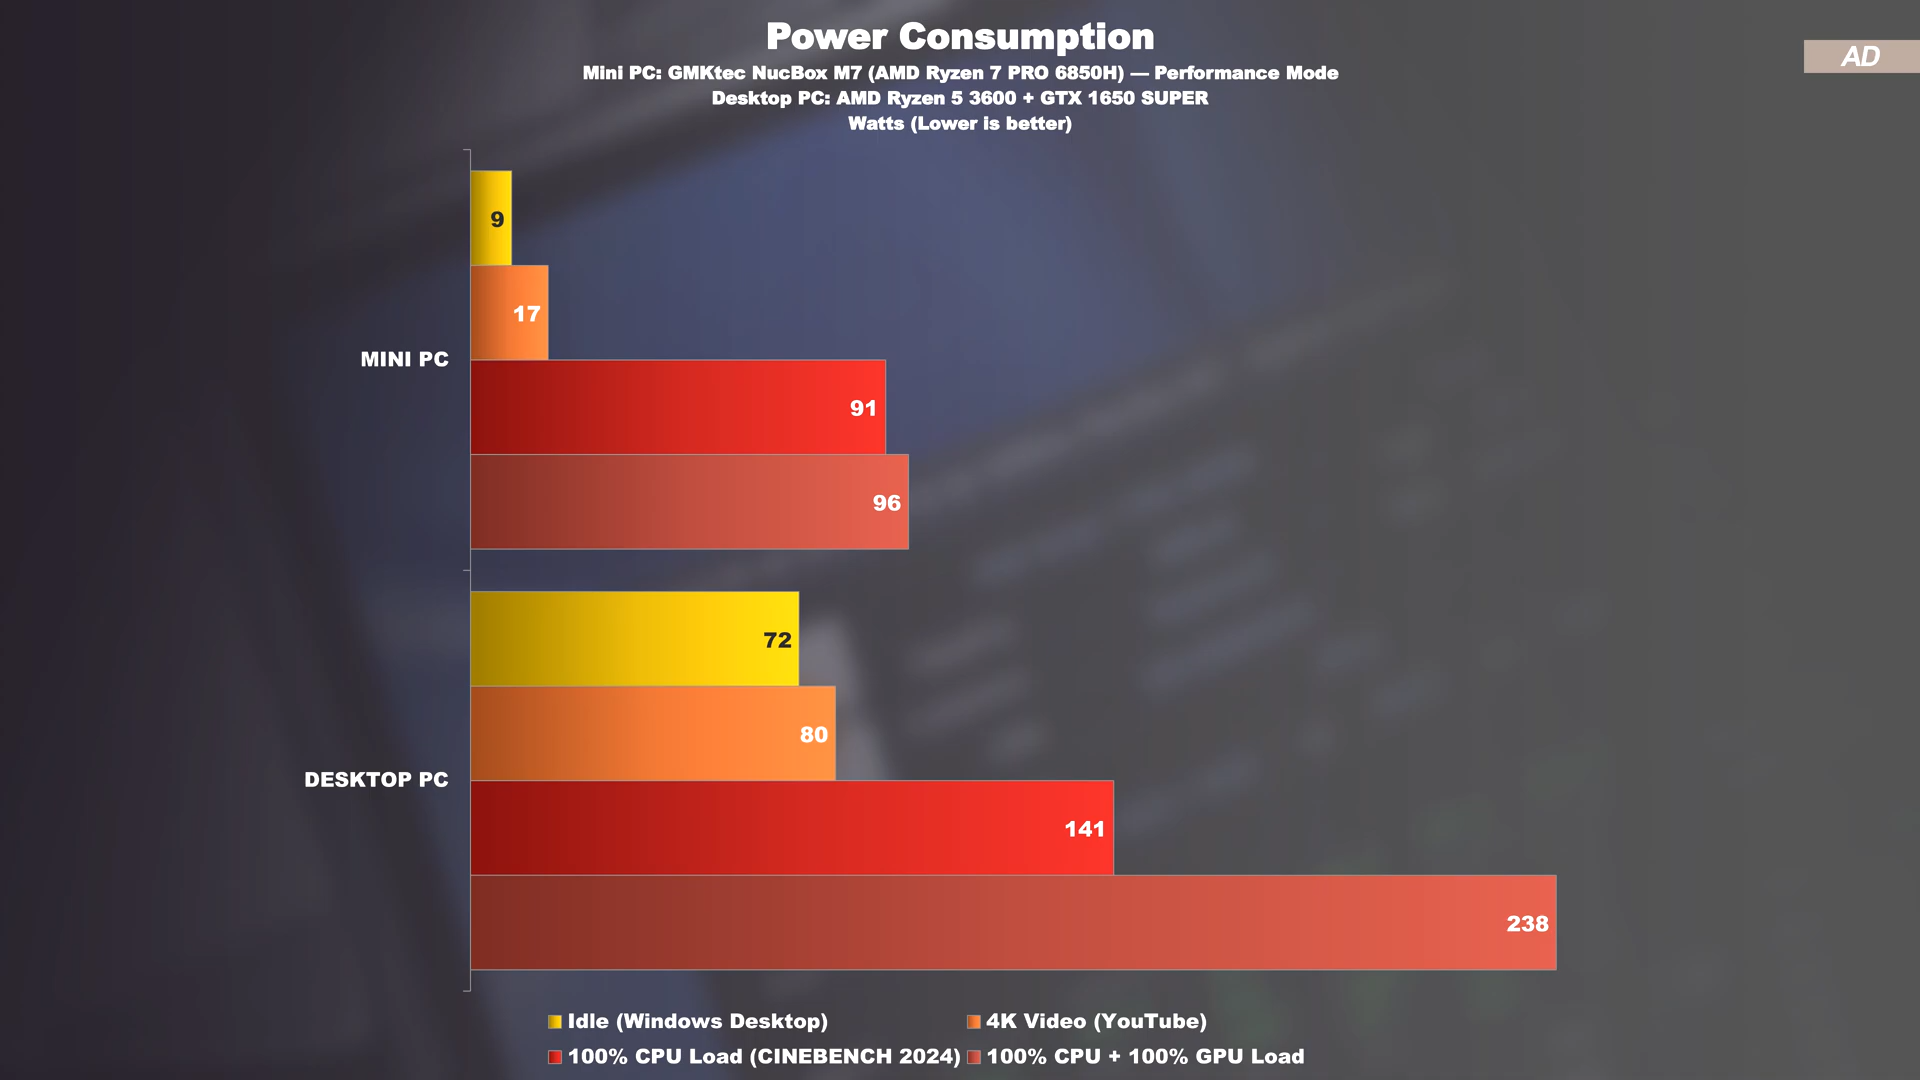 Power Consumption
Mini PC: GMKtec NucBox M7 (AMD Ryzen 7 PRO 6850H) — Performance Mode
Desktop PC: AMD Ryzen 5 3600 + GTX 1650 SUPER
Watts (Lower is better)
AD
9
17
MINI PC
91
96
72
80
DESKTOP PC
141
238
Idle (Windows Desktop)
4K Video (YouTube)
100% CPU Load (CINEBENCH 2024)
100% CPU + 100% GPU Load